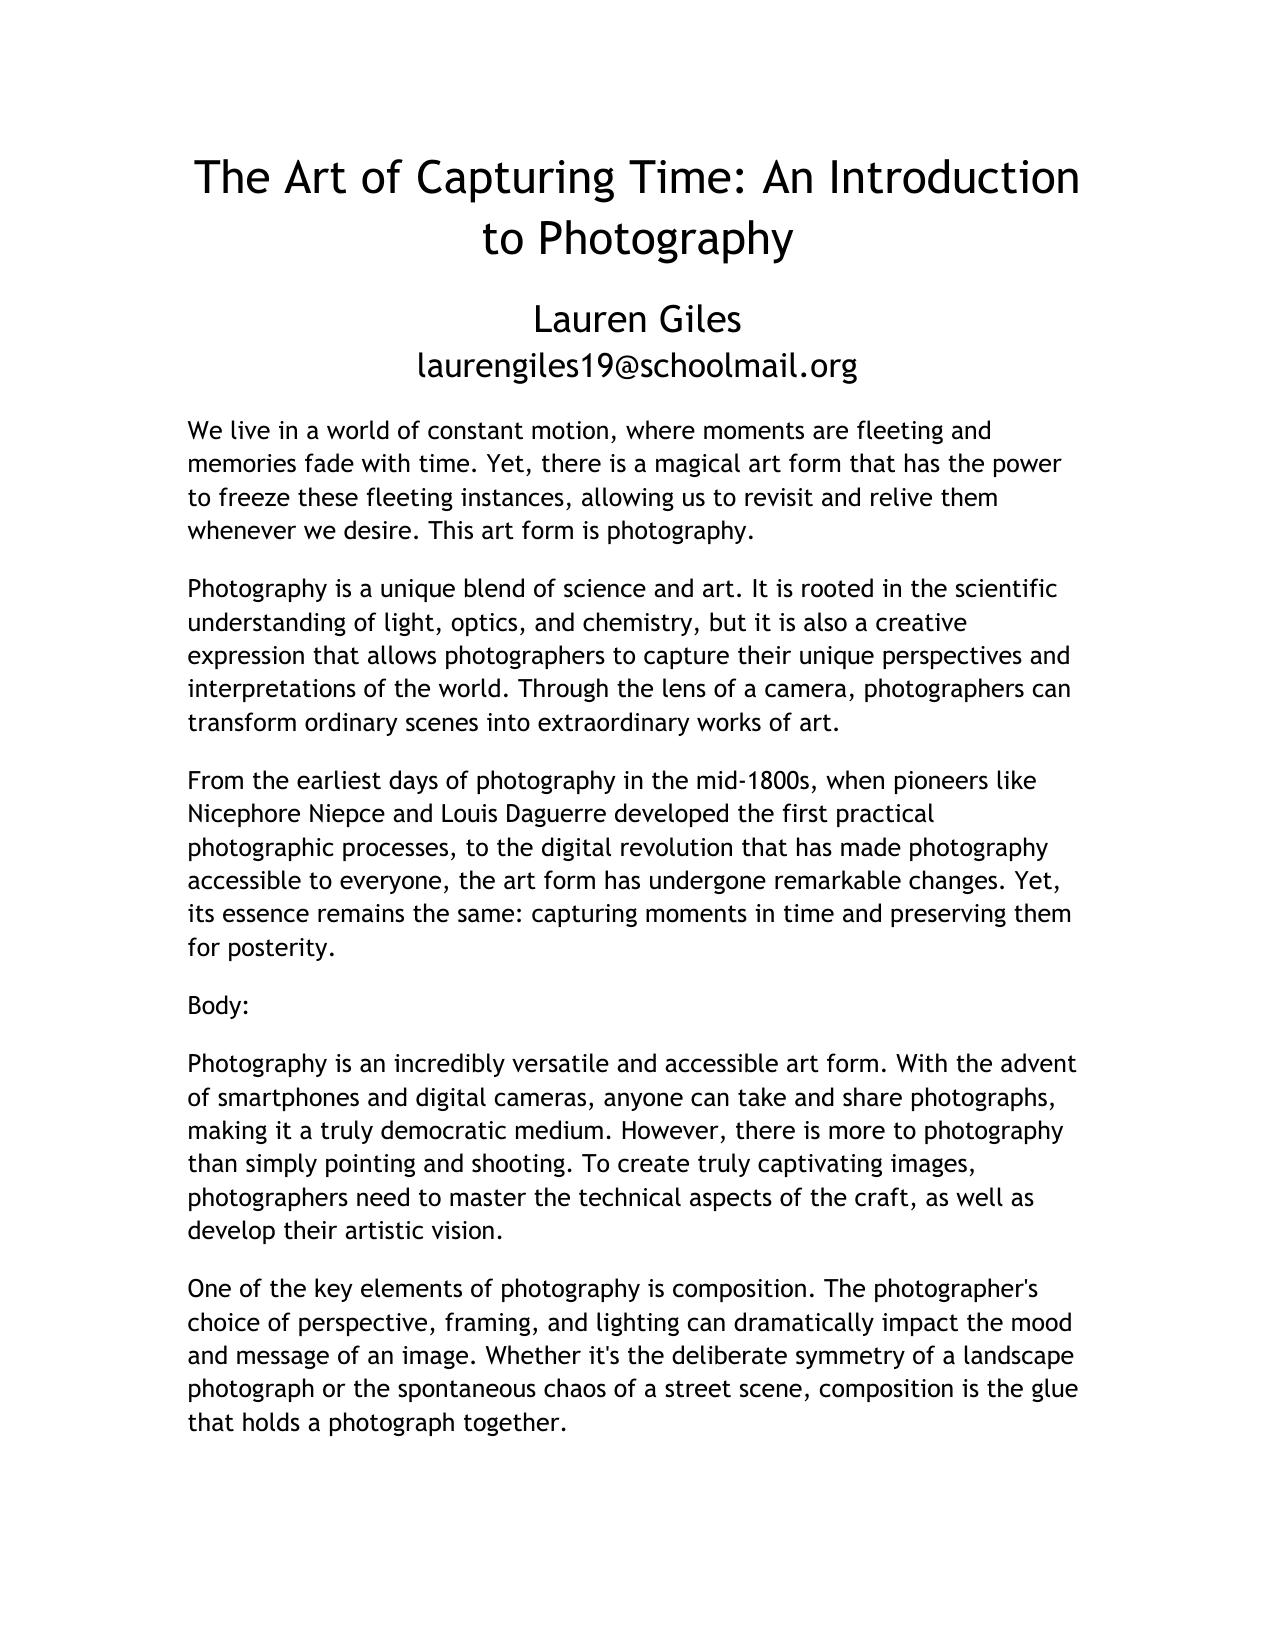 The Art of Capturing Time: An Introduction
to Photography
Lauren Giles
laurengiles19@schoolmail.org
We live in a world of constant motion, where moments are fleeting and
memories fade with time. Yet, there is a magical art form that has the power
to freeze these fleeting instances, allowing us to revisit and relive them
whenever we desire. This art form is photography.
Photography is a unique blend of science and art. It is rooted in the scientific
understanding of light, optics, and chemistry, but it is also a creative
expression that allows photographers to capture their unique perspectives and
interpretations of the world. Through the lens of a camera, photographers can
transform ordinary scenes into extraordinary works of art.
From the earliest days of photography in the mid-1800s, when pioneers like
Nicephore Niepce and Louis Daguerre developed the first practical
photographic processes, to the digital revolution that has made photography
accessible to everyone, the art form has undergone remarkable changes. Yet,
its essence remains the same: capturing moments in time and preserving them
for posterity.
Body:
Photography is an incredibly versatile and accessible art form. With the advent
of smartphones and digital cameras, anyone can take and share photographs,
making it a truly democratic medium. However, there is more to photography
than simply pointing and shooting. To create truly captivating images,
photographers need to master the technical aspects of the craft, as well as
develop their artistic vision.
One of the key elements of photography is composition. The photographer's
choice of perspective, framing, and lighting can dramatically impact the mood
and message of an image. Whether it's the deliberate symmetry of a landscape
photograph or the spontaneous chaos of a street scene, composition is the glue
that holds a photograph together.